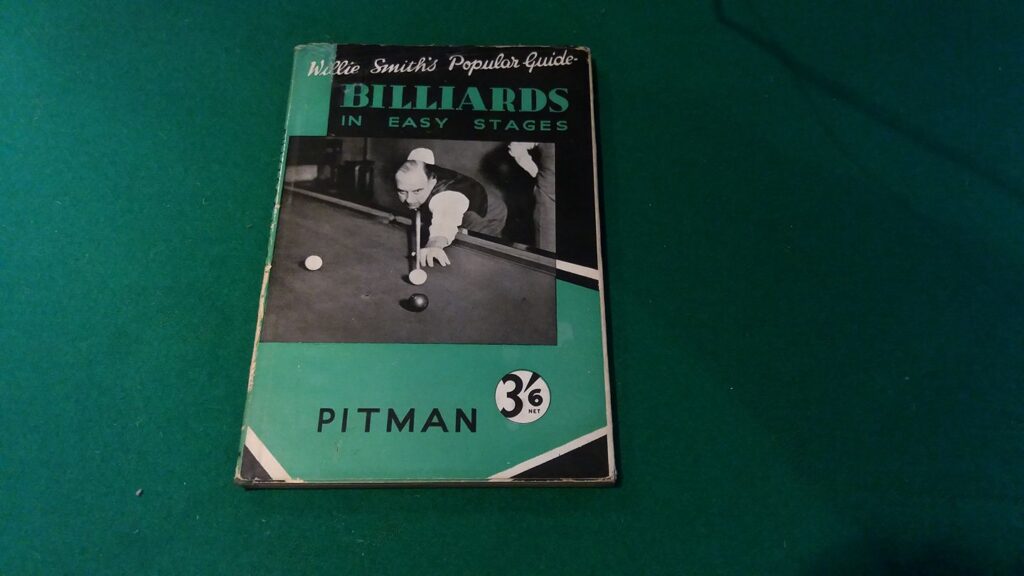 Willie Smith's Popular Guide-
BILLIARDS
IN EASY STAGES
3/6
NET
PITMAN